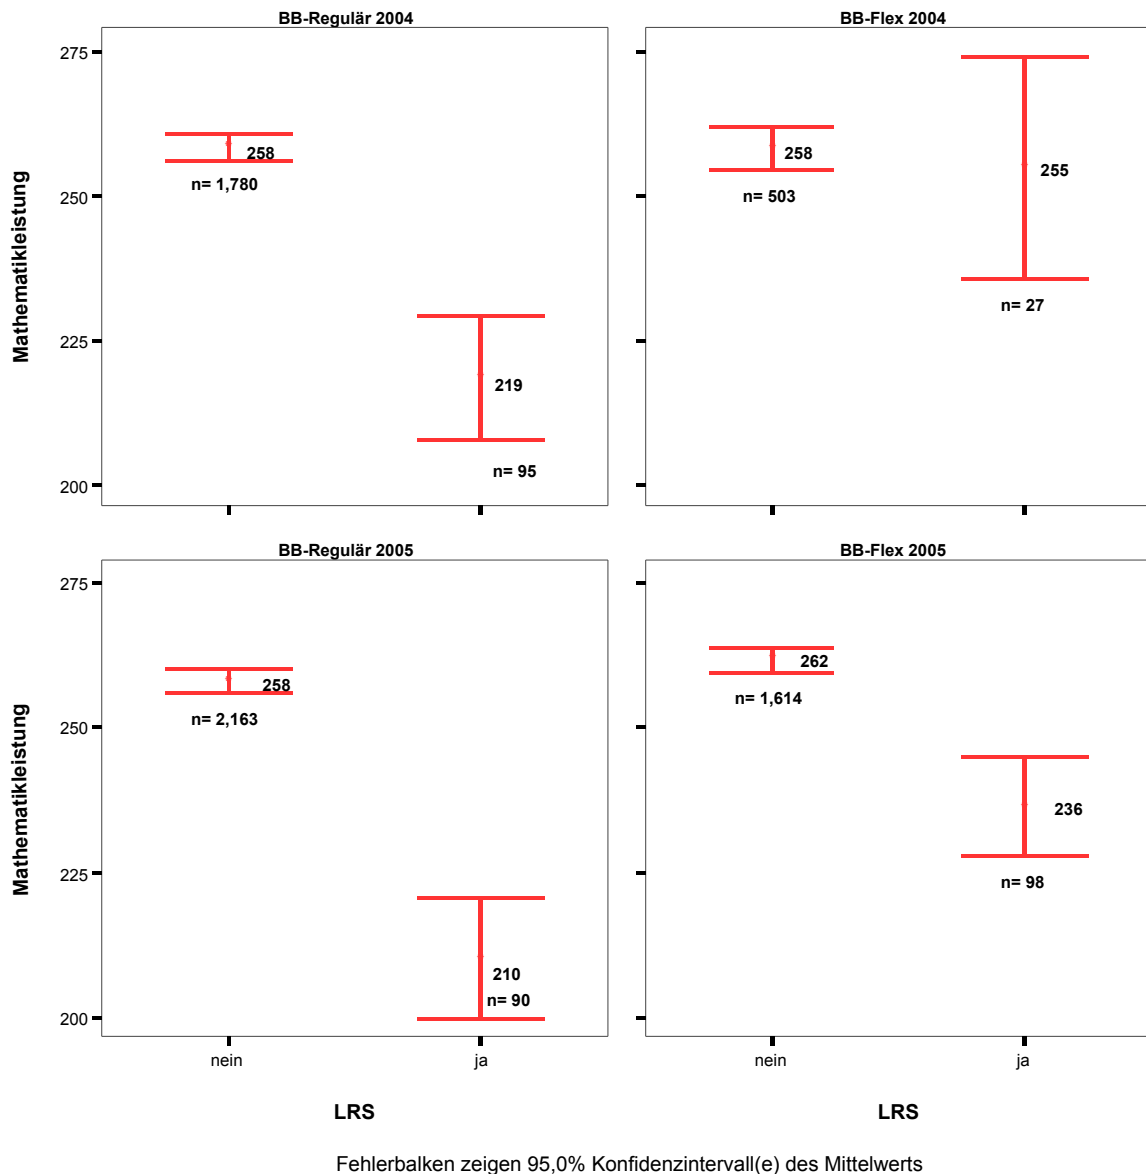 BB-Regulär 2004
BB-Flex 2004
275
250
225
200
Mathematikleistung
258
n= 1,780
219
n= 95
258
n= 503
255
n= 27
BB-Regulär 2005
BB-Flex 2005
275
250
225
200
Mathematikleistung
258
n= 2,163
210
n= 90
262
n= 1,614
236
n= 98
nein
ja
nein
ja
LRS
LRS
Fehlerbalken zeigen 95,0% Konfidenzintervall(e) des Mittelwerts